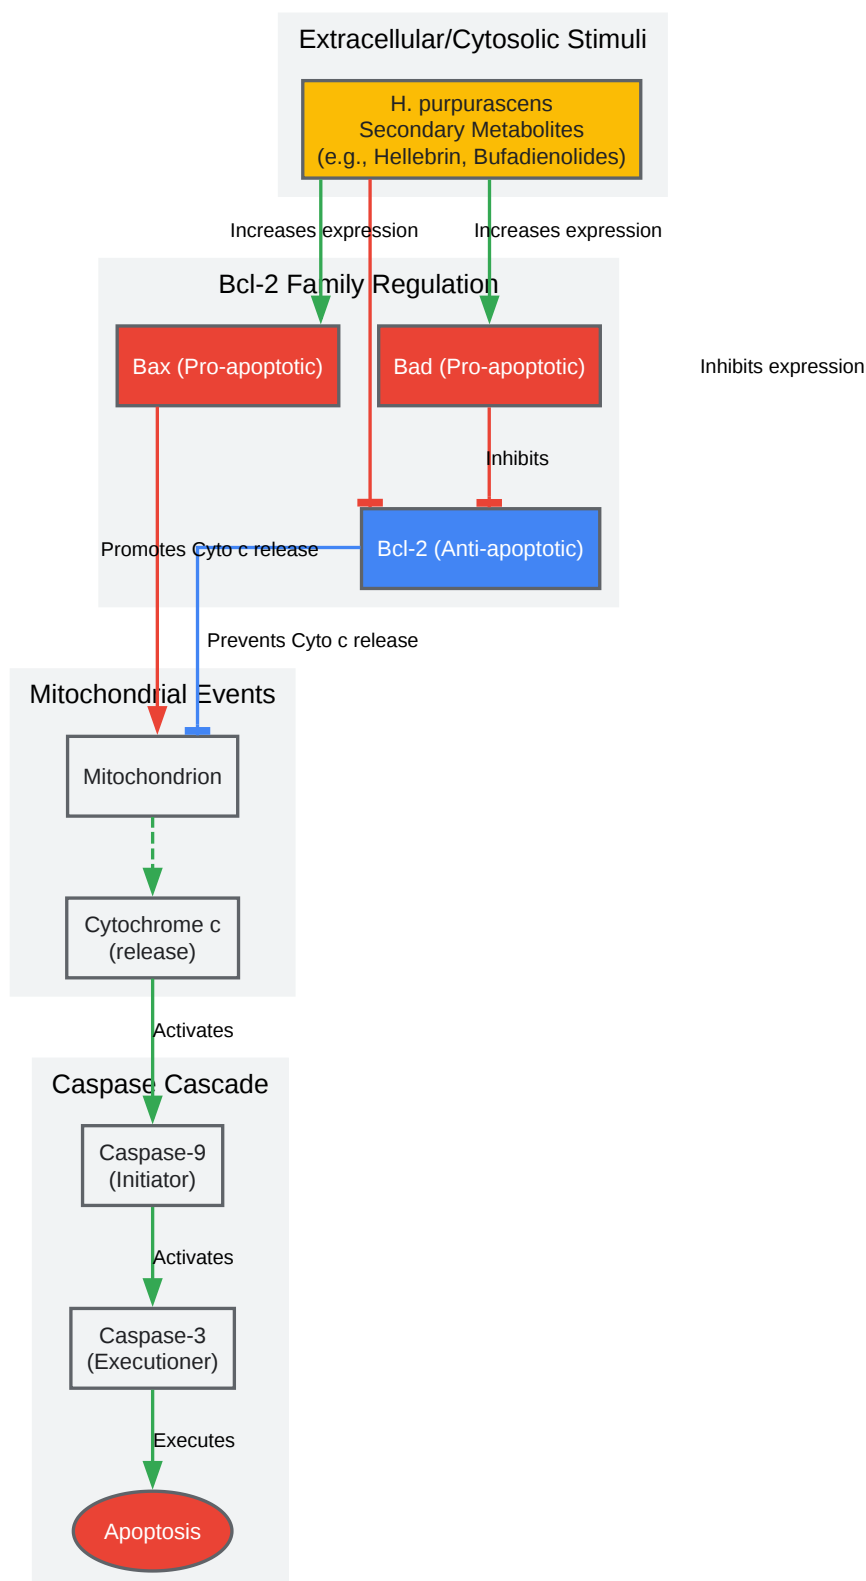 Extracellular/Cytosolic Stimuli
H. purpurascens
Secondary Metabolites
(e.g., Hellebrin, Bufadienolides)
Increases expression
Increases expression
Bcl-2 Family Regulation
Bax (Pro-apoptotic)
Bad (Pro-apoptotic)
Inhibits expression
Inhibits
Promotes Cyto c release
Bcl-2 (Anti-apoptotic)
Prevents Cyto c release
Mitochondrial Events
Mitochondrion
Cytochrome c
(release)
Activates
Caspase Cascade
Caspase-9
(Initiator)
Activates
Caspase-3
(Executioner)
Executes
Apoptosis